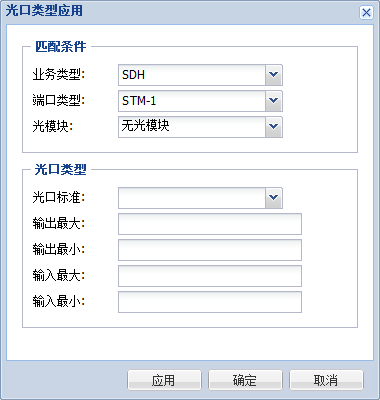 光口类型应用
匹配条件
业务类型: SDH
端口类型: STM-1
光模块: 无光模块
光口类型
光口标准:
输出最大:
输出最小:
输入最大:
输入最小:
应用 确定 取消